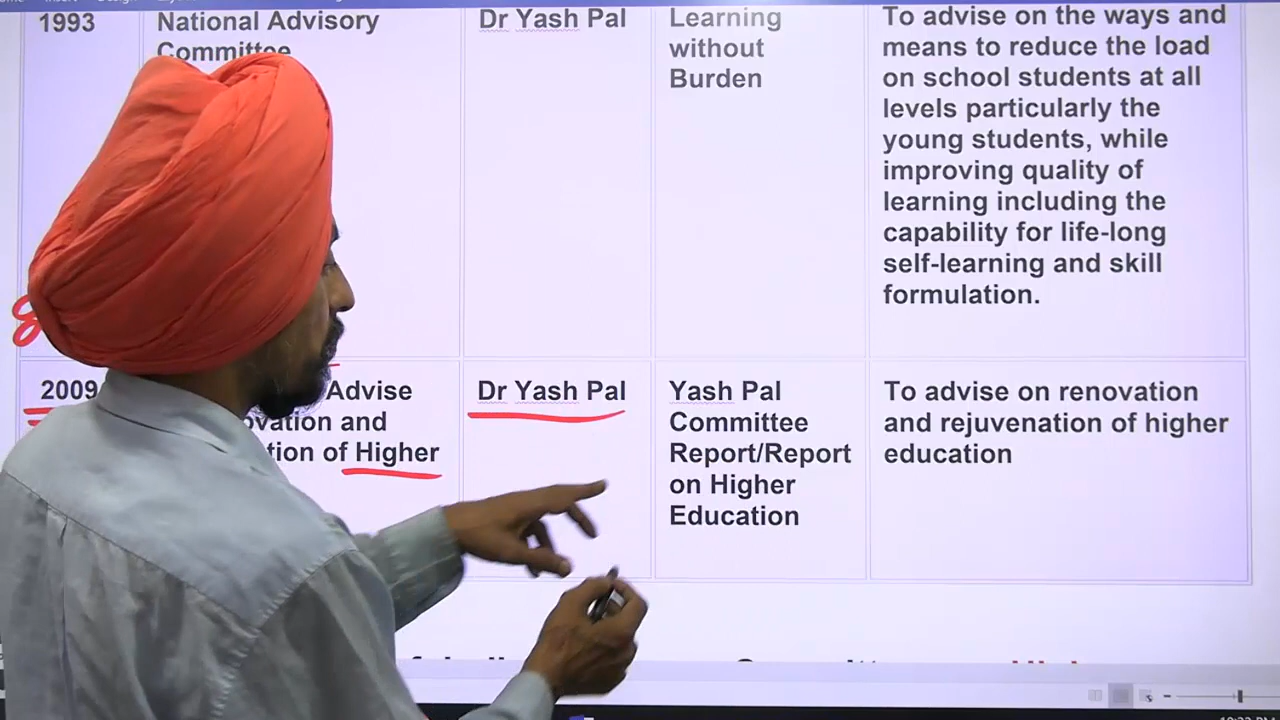 1993
National Advisory
Committee
Dr Yash Pal
Learning
without
Burden
To advise on the ways and
means to reduce the load
on school students at all
levels particularly the
young students, while
improving quality of
learning including the
capability for life-long
self-learning and skill
formulation.
2009
Advise
and
of Higher
Dr Yash Pal
Yash Pal
Committee
Report/Report
on Higher
Education
To advise on renovation
and rejuvenation of higher
education